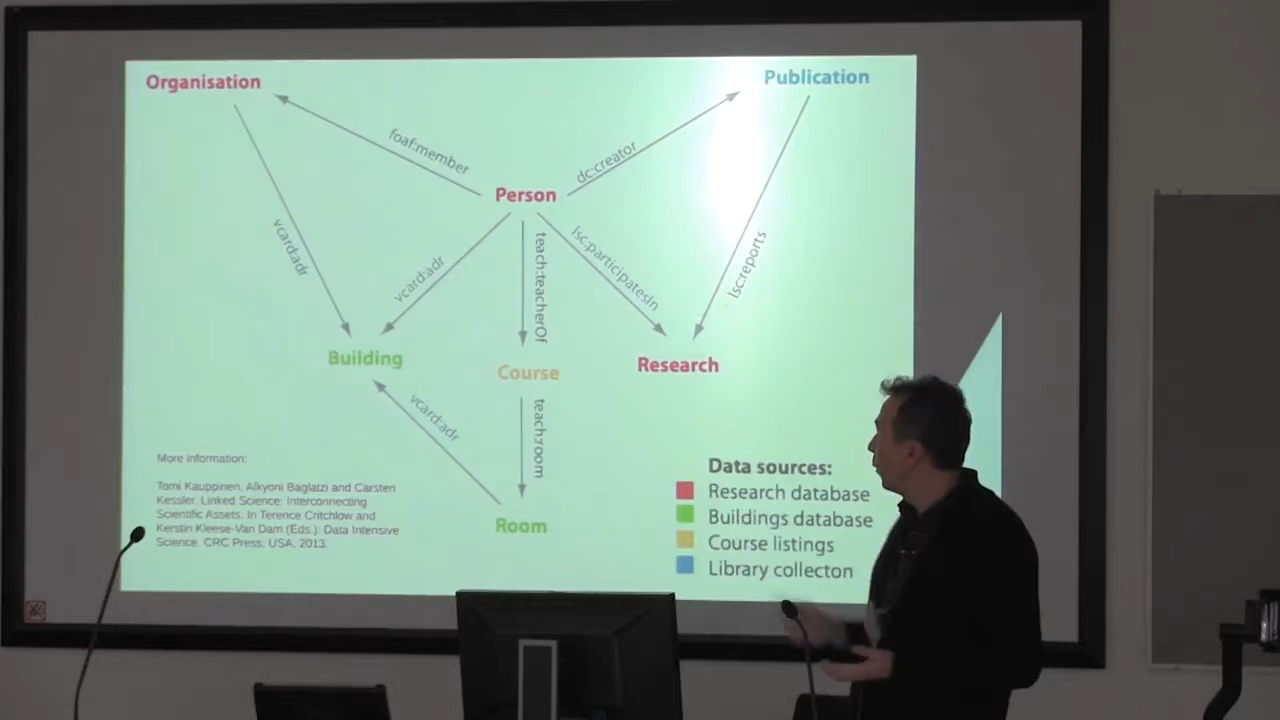 Organisation
Publication
foaf:member
dc:creator
Person
vcard:adr
vcard:adr
teach:teacherOf
lsc:participatesIn
lsc:reports
Building
Course
Research
vcard:adr
teach:room
Room
More information:
Tomi Kauppinen, Alkyoni Baglatzi and Carsten
Kessler. Linked Science: Interconnecting
Scientific Assets. In Terence Critchlow and
Kerstin Kleese-Van Dam (Eds.): Data Intensive
Science. CRC Press, USA, 2013.
Data sources:
Research database
Buildings database
Course listings
Library collecton